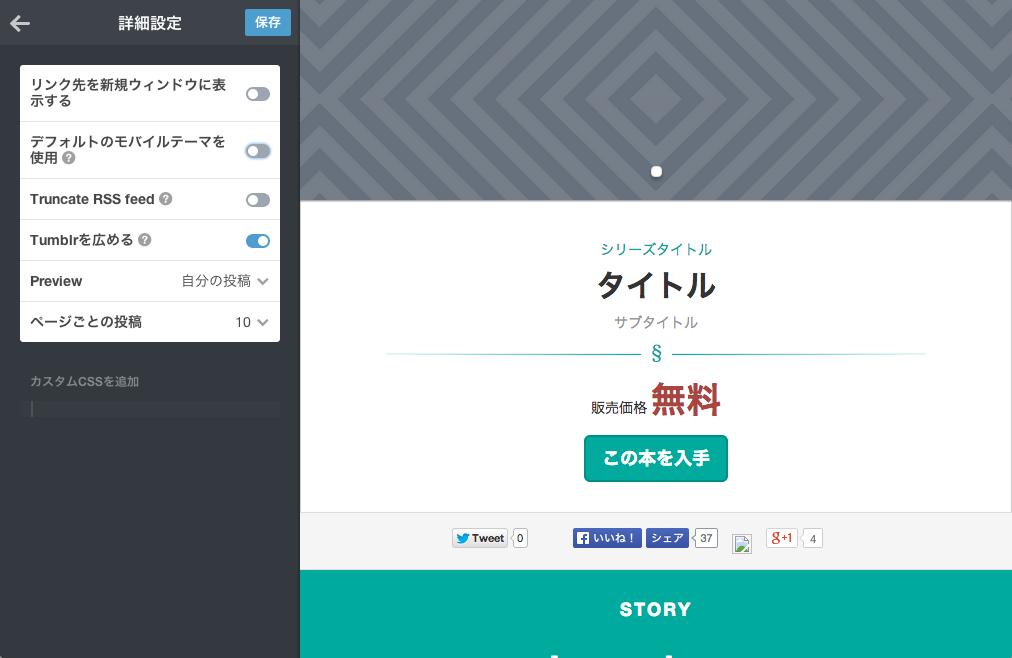 詳細設定
保存
リンク先を新規ウィンドウに表
示する
デフォルトのモバイルテーマを
使用 ?
Truncate RSS feed ?
Tumblrを広める ?
Preview 自分の投稿
ページごとの投稿 10
カスタムCSSを追加
シリーズタイトル
タイトル
サブタイトル
§
販売価格 無料
この本を入手
Tweet 0 いいね！ シェア 37 g+1 4
STORY